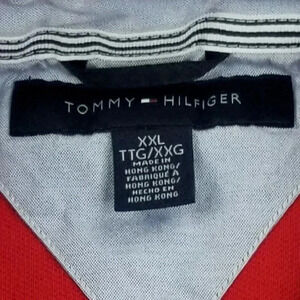 TOMMY HILFIGER
XXL
TTG/XXG
MADE IN
HONG KONG/
FABRIQUÉ À
HONG KONG/
HECHO EN
HONG KONG